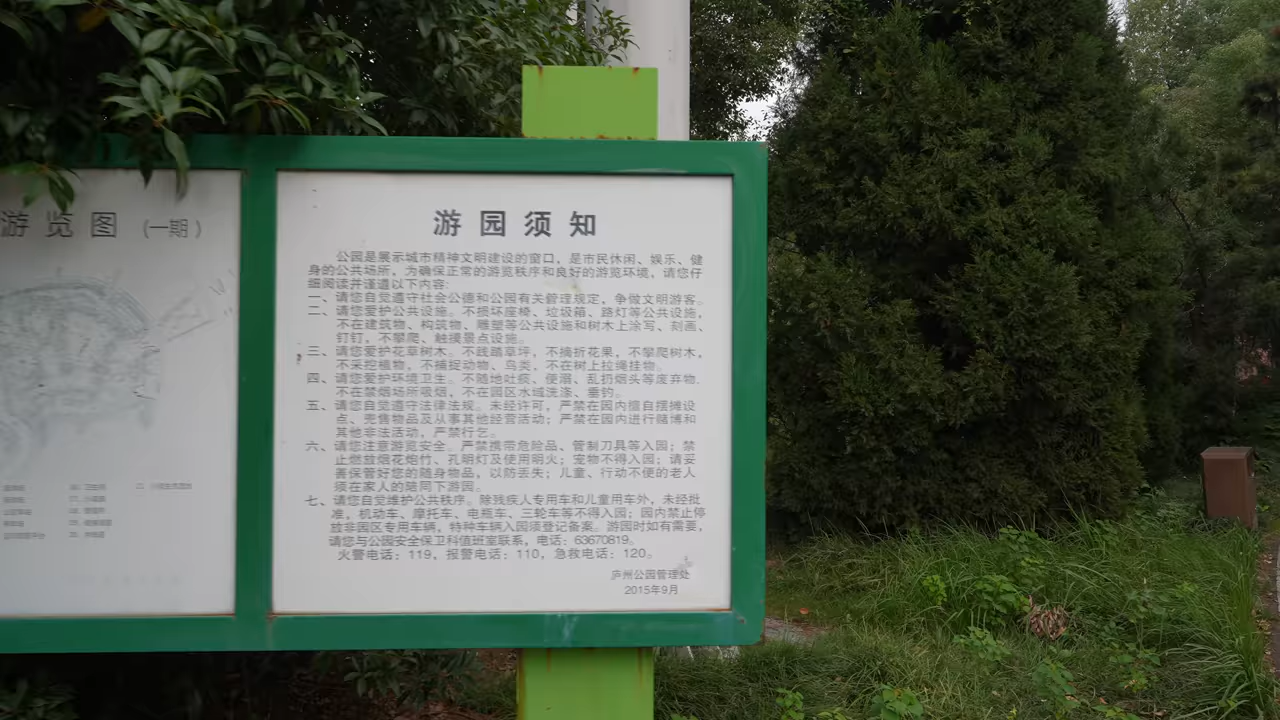 游览图（一期）
游园须知
公园是展示城市精神文明建设的窗口，是市民休闲、娱乐、健
身的公共场所，为确保正常的游览秩序和良好的游览环境，请您仔
细阅读并谨遵以下内容：
一、请您自觉遵守社会公德和公园有关管理规定，争做文明游客。
二、请您爱护公共设施。不损坏座椅、垃圾箱、路灯等公共设施，
不在建筑物、构筑物、雕塑等公共设施和树木上涂写、刻画、
钉钉，不攀爬、触摸景点设施。
三、请您爱护花草树木。不践踏草坪，不摘折花果，不攀爬树木，
不采挖植物，不捕捉动物、鸟类，不在树上拉绳挂物。
四、请您爱护环境卫生。不随地吐痰、便溺、乱扔烟头等废弃物，
不在禁烟场所吸烟，不在园区水域洗涤、垂钓。
五、请您自觉遵守法律法规。未经许可，严禁在园内擅自摆摊设
点、兜售物品及从事其他经营活动；严禁在园内进行赌博和
其他非法活动，严禁行乞。
六、请您注意游览安全。严禁携带危险品、管制刀具等入园；禁
止燃放烟花炮竹、孔明灯及使用明火；宠物不得入园；请妥
善保管好您的随身物品，以防丢失；儿童、行动不便的老人
须在家人的陪同下游园。
七、请您自觉维护公共秩序。除残疾人专用车和儿童用车外，未经批
准，机动车、摩托车、电瓶车、三轮车等不得入园；园内禁止停
放非园区专用车辆，特种车辆入园须登记备案。游园时如有需要，
请您与公园安全保卫科值班室联系，电话：63670819。
火警电话：119，报警电话：110，急救电话：120。
庐州公园管理处
2015年9月